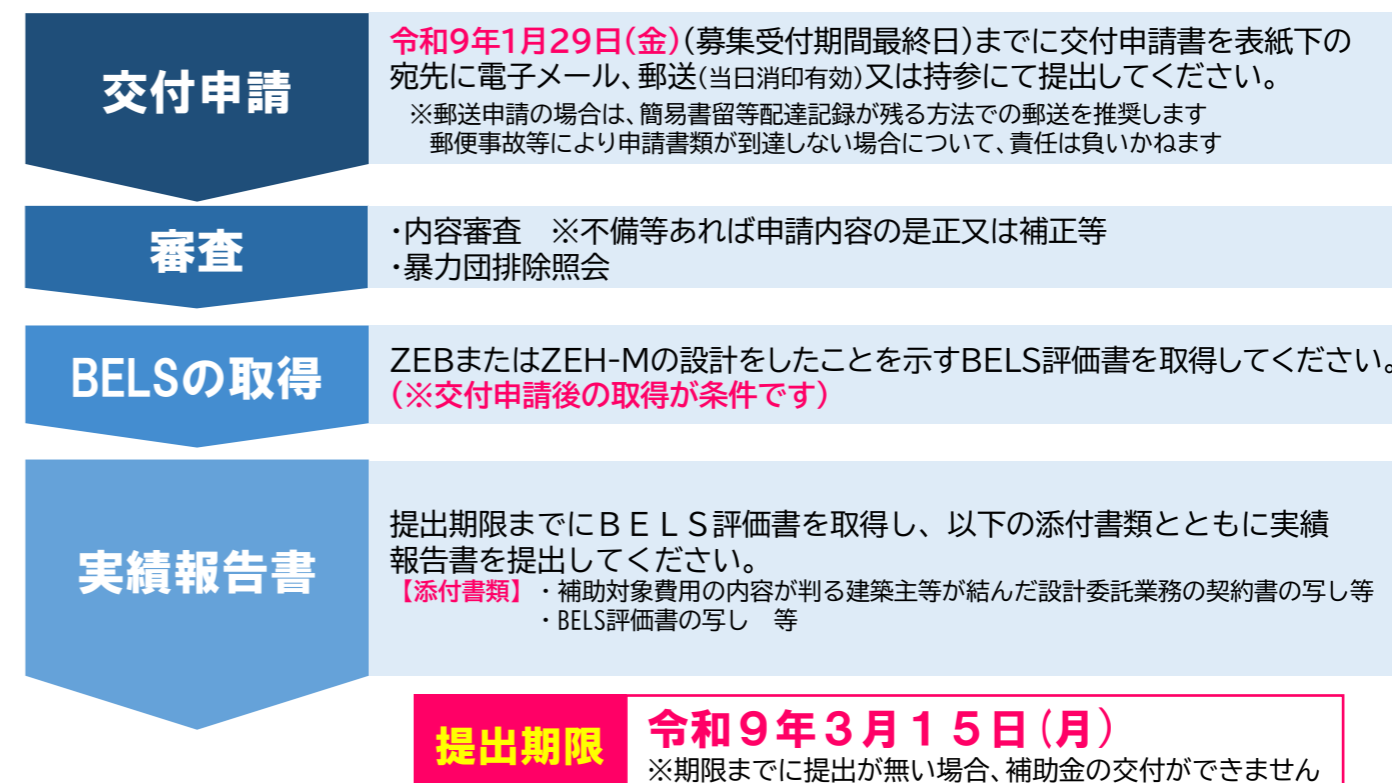 交付申請
令和9年1月29日(金)(募集受付期間最終日)までに交付申請書を表紙下の
宛先に電子メール、郵送(当日消印有効)又は持参にて提出してください。
※郵送申請の場合は、簡易書留等配達記録が残る方法での郵送を推奨します
郵便事故等により申請書類が到達しない場合について、責任は負いかねます
審査
・内容審査　※不備等あれば申請内容の是正又は補正等
・暴力団排除照会
BELSの取得
ZEBまたはZEH-Mの設計をしたことを示すBELS評価書を取得してください。
(※交付申請後の取得が条件です)
実績報告書
提出期限までにＢＥＬＳ評価書を取得し、以下の添付書類とともに実績
報告書を提出してください。
【添付書類】・補助対象費用の内容が判る建築主等が結んだ設計委託業務の契約書の写し等
・BELS評価書の写し　等
提出期限
令和９年３月１５日(月)
※期限までに提出が無い場合、補助金の交付ができません